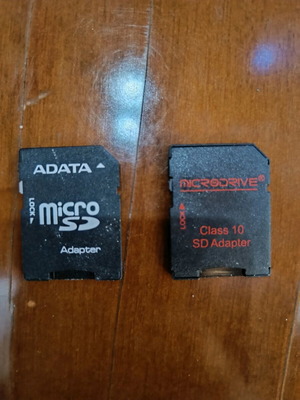 ADATA
LOCK
micro
SD
Adapter
MICRODRIVE®
LOCK
Class 10
SD Adapter